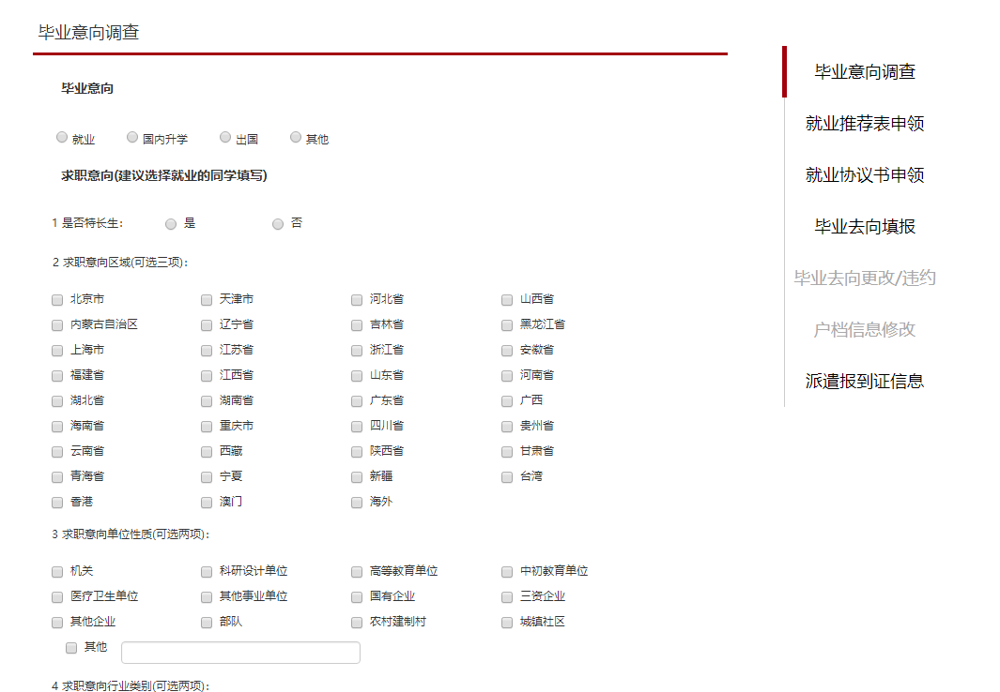 毕业意向调查
毕业意向
就业 国内升学 出国 其他
求职意向(建议选择就业的同学填写)
1 是否特长生： 是 否
2 求职意向区域(可选三项)：
北京市 天津市 河北省 山西省
内蒙古自治区 辽宁省 吉林省 黑龙江省
上海市 江苏省 浙江省 安徽省
福建省 江西省 山东省 河南省
湖北省 湖南省 广东省 广西
海南省 重庆市 四川省 贵州省
云南省 西藏 陕西省 甘肃省
青海省 宁夏 新疆 台湾
香港 澳门 海外
3 求职意向单位性质(可选两项)：
机关 科研设计单位 高等教育单位 中初教育单位
医疗卫生单位 其他事业单位 国有企业 三资企业
其他企业 部队 农村建制村 城镇社区
其他
4 求职意向行业类别(可选两项)：
毕业意向调查
就业推荐表申领
就业协议书申领
毕业去向填报
毕业去向更改/违约
户档信息修改
派遣报到证信息